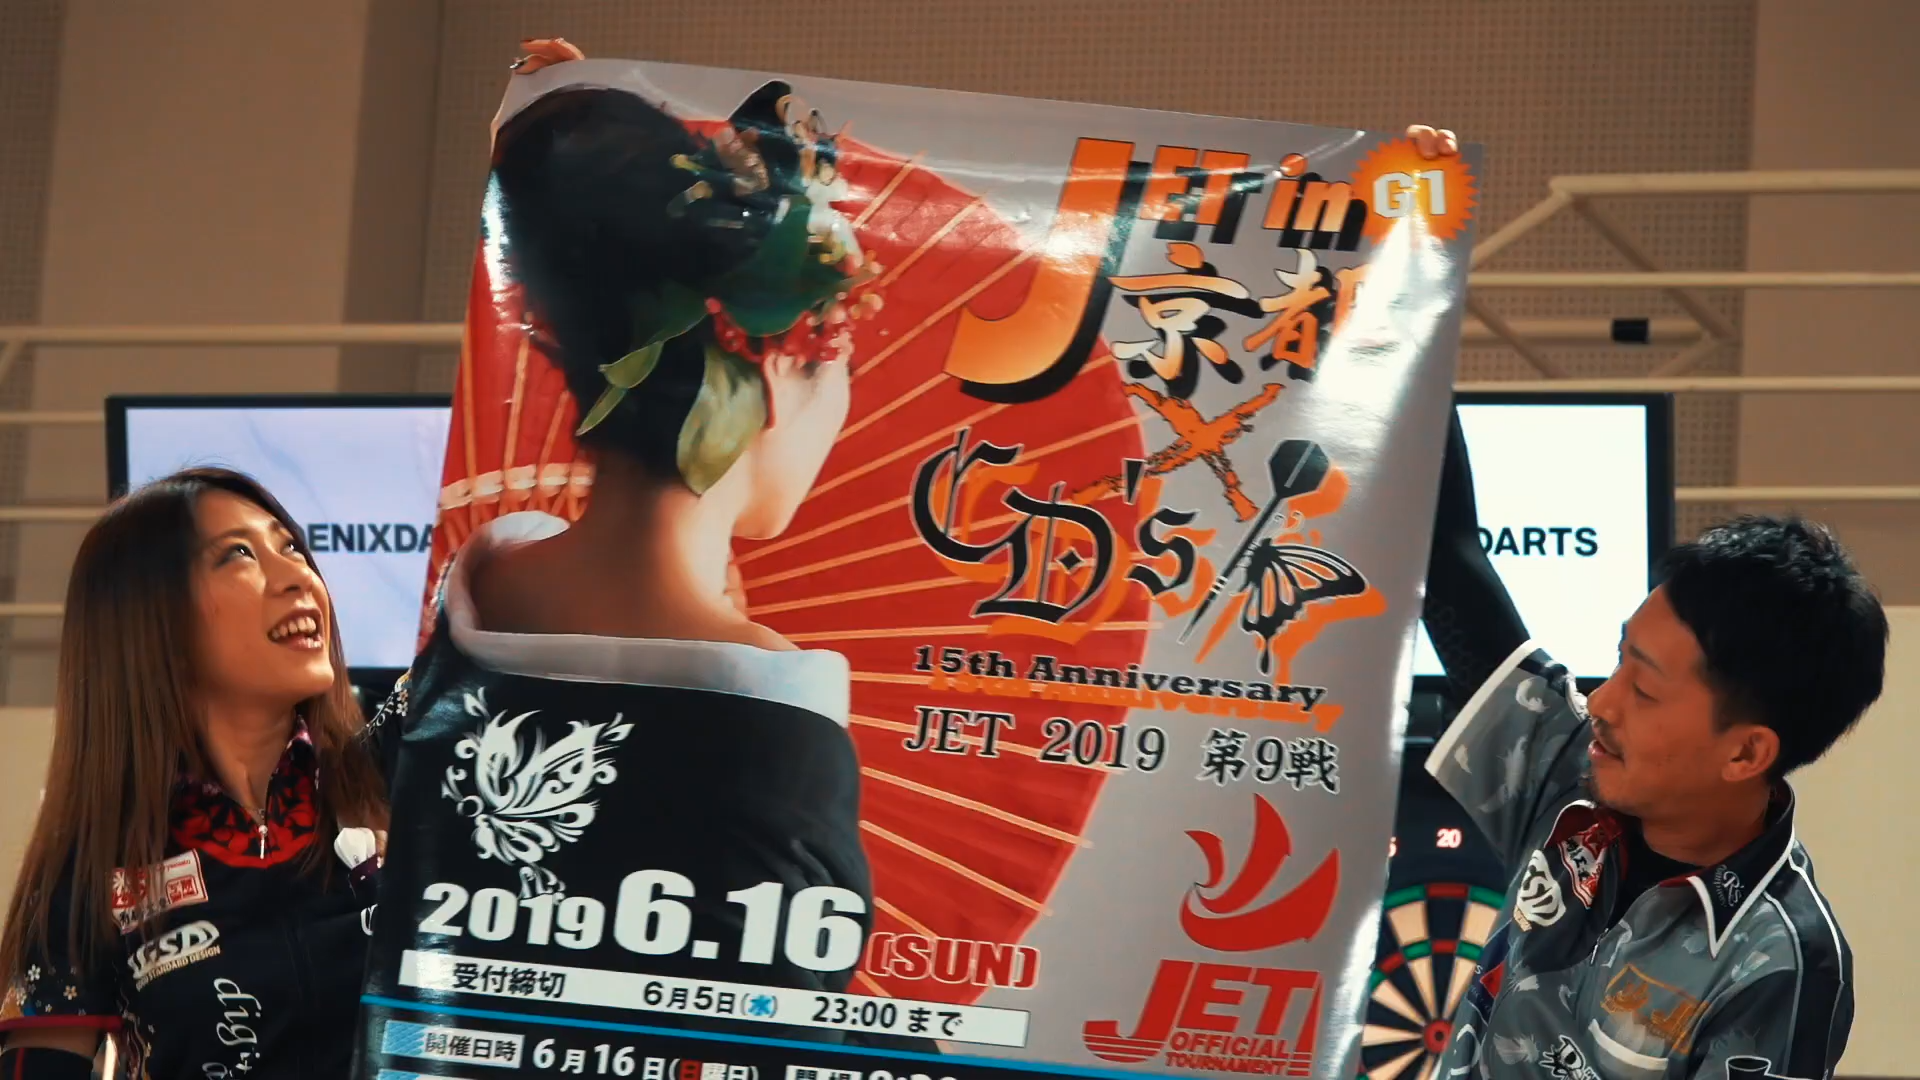 JET in
G1
京都
×
CD's
15th Anniversary
JET 2019 第9戦
2019 6.16 (SUN)
受付締切 6月5日(水) 23:00 まで
開催日時 6月16日(日曜日)
JET
OFFICIAL
TOURNAMENT
ENIXDA
DARTS
20
GSD